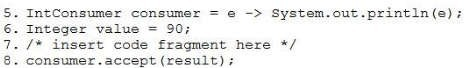 5. IntConsumer consumer = e -> System.out.println(e);
6. Integer value = 90;
7. /* insert code fragment here */
8. consumer.accept(result);